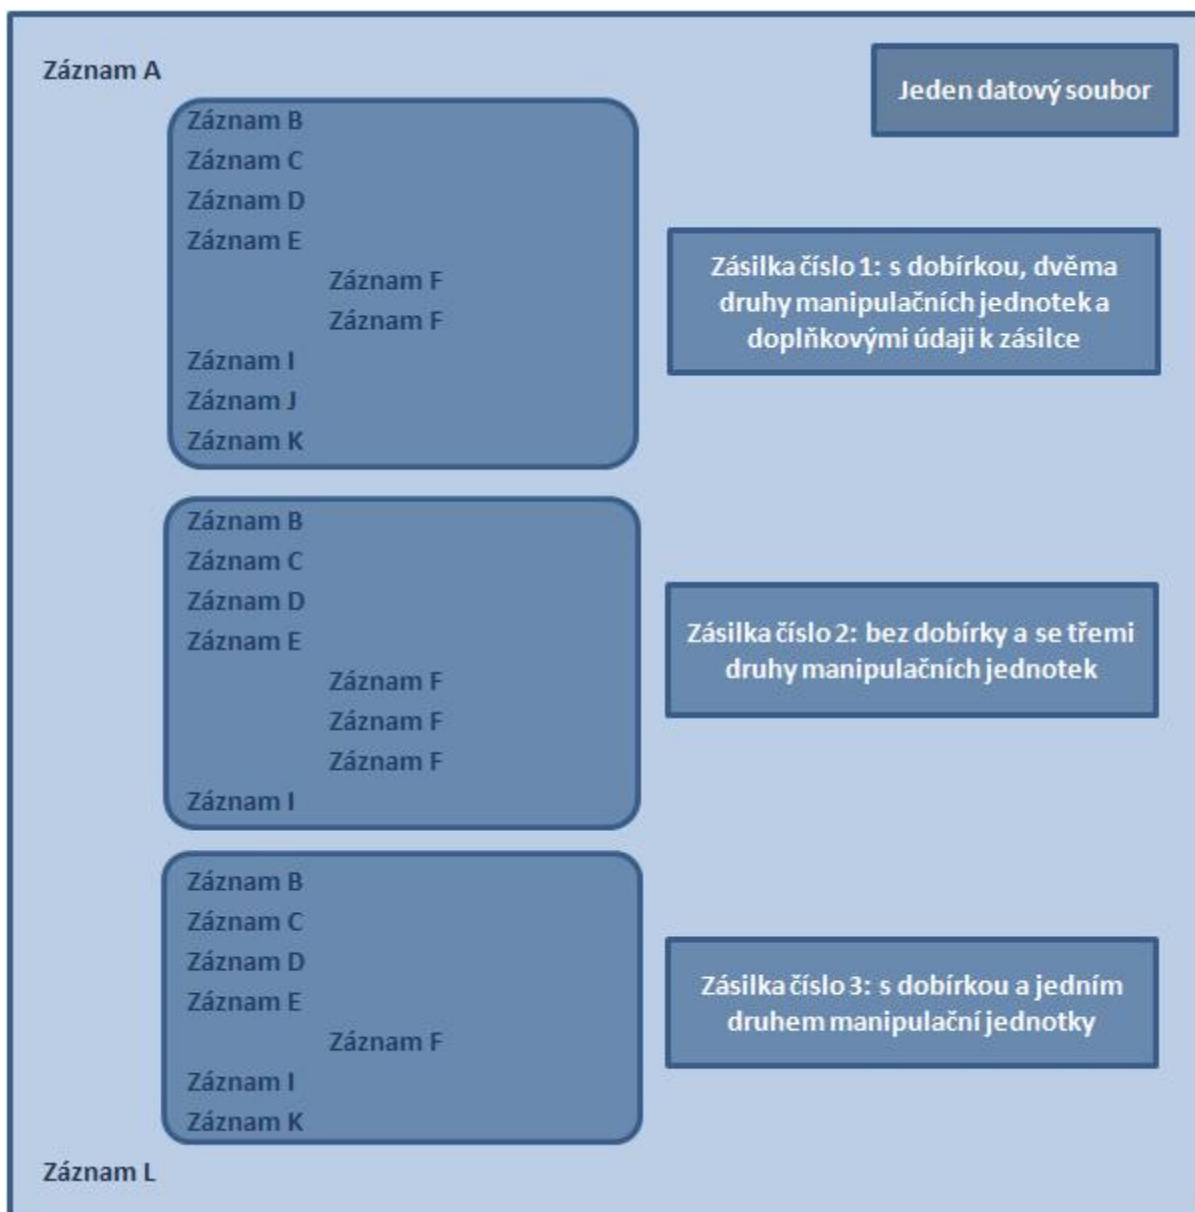 Záznam A
Jeden datový soubor
Záznam B
Záznam C
Záznam D
Záznam E
Záznam F
Záznam F
Záznam I
Záznam J
Záznam K
Zásilka číslo 1: s dobírkou, dvěma
druhy manipulačních jednotek a
doplňkovými údaji k zásilce
Záznam B
Záznam C
Záznam D
Záznam E
Záznam F
Záznam F
Záznam F
Záznam I
Zásilka číslo 2: bez dobírky a se třemi
druhy manipulačních jednotek
Záznam B
Záznam C
Záznam D
Záznam E
Záznam F
Záznam I
Záznam K
Zásilka číslo 3: s dobírkou a jedním
druhem manipulační jednotky
Záznam L